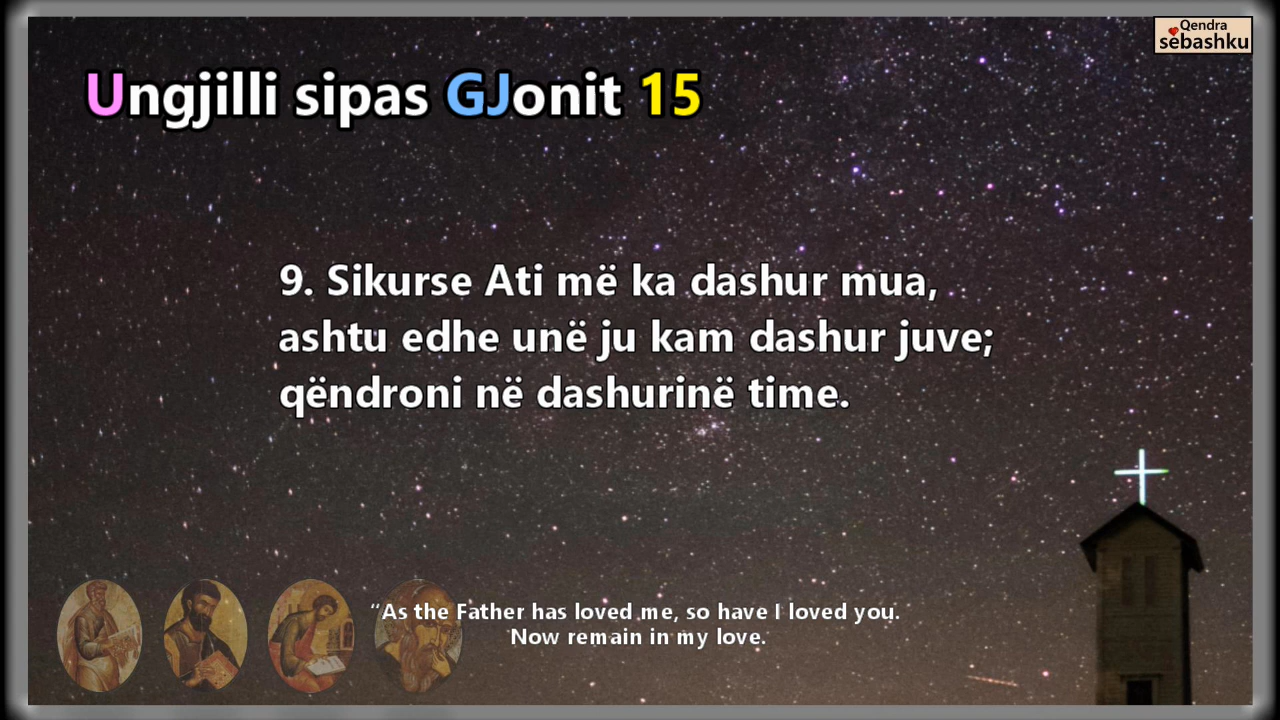 Qendra
sëbashku
Ungjilli sipas GJonit 15
9. Sikurse Ati më ka dashur mua,
ashtu edhe unë ju kam dashur juve;
qëndroni në dashurinë time.
“As the Father has loved me, so have I loved you.
Now remain in my love.